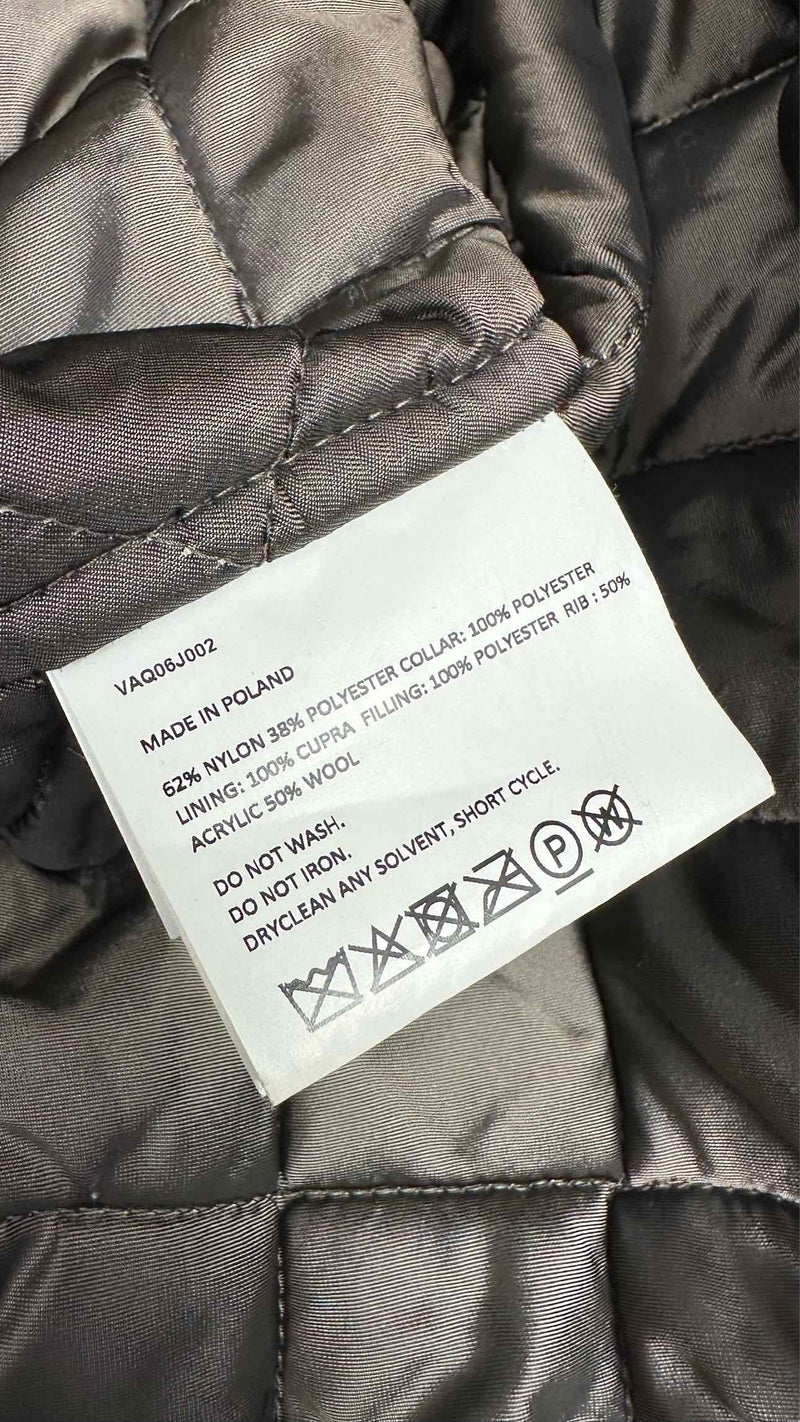 VAQ06J002
MADE IN POLAND
62% NYLON 38% POLYESTER COLLAR: 100% POLYESTER
LINING: 100% CUPRA FILLING: 100% POLYESTER RIB : 50%
ACRYLIC 50% WOOL
DO NOT WASH.
DO NOT IRON.
DRYCLEAN ANY SOLVENT, SHORT CYCLE.
P W